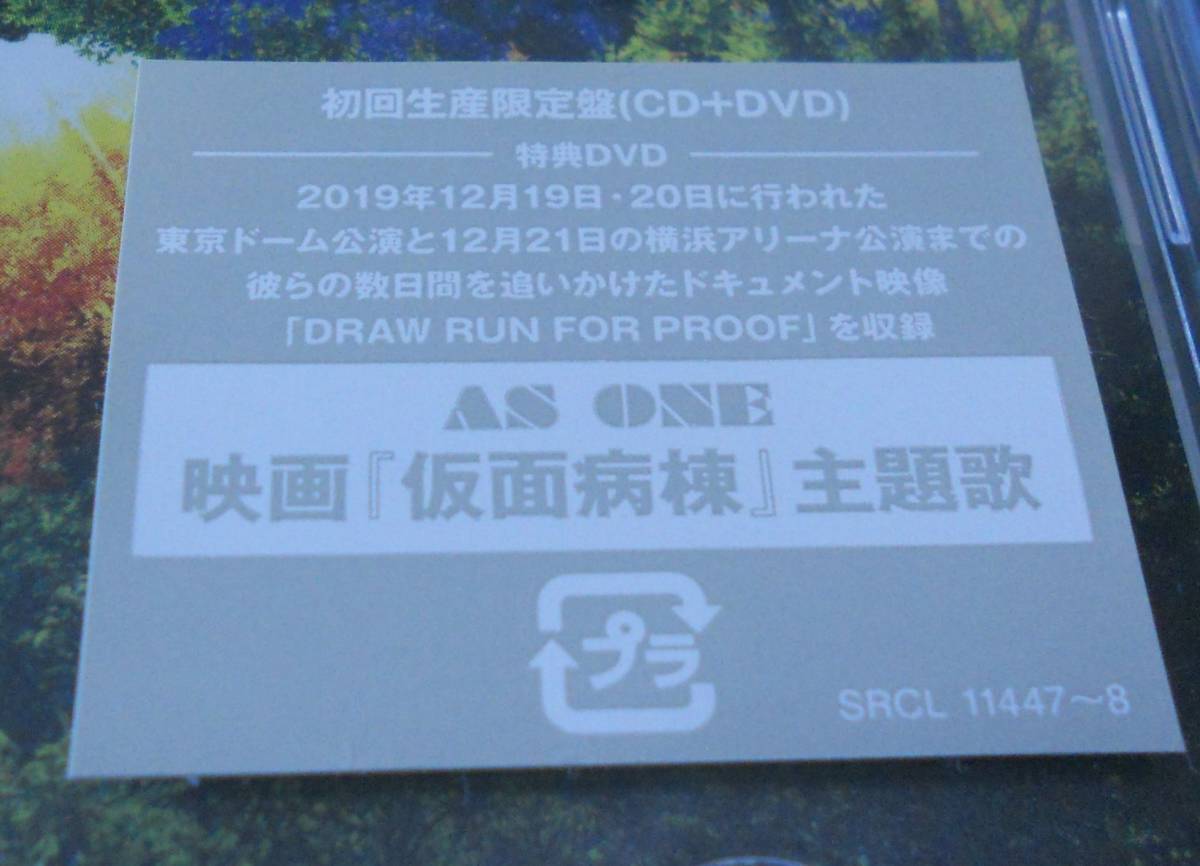 初回生産限定盤(CD+DVD)
特典DVD
2019年12月19日・20日に行われた
東京ドーム公演と12月21日の横浜アリーナ公演までの
彼らの数日間を追いかけたドキュメント映像
「DRAW RUN FOR PROOF」を収録
AS ONE
映画『仮面病棟』主題歌
プラ
SRCL 11447〜8